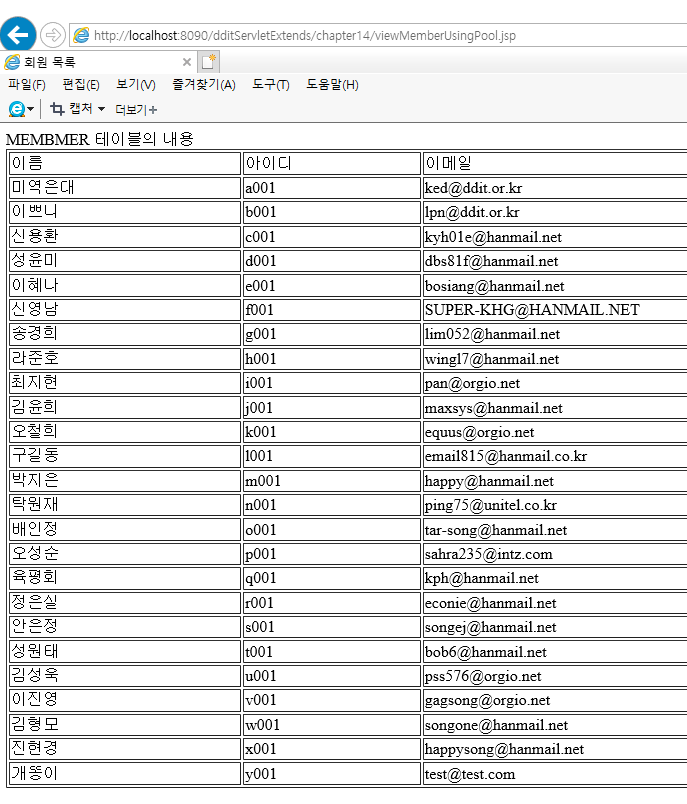 http://localhost:8090/dditServletExtends/chapter14/viewMemberUsingPool.jsp
회원 목록
파일(F) 편집(E) 보기(V) 즐겨찾기(A) 도구(T) 도움말(H)
캡처 더보기
MEMBMER 테이블의 내용
이름 아이디 이메일
미역은대 a001 ked@ddit.or.kr
이쁘니 b001 lpn@ddit.or.kr
신용환 c001 kyh01e@hanmail.net
성윤미 d001 dbs81f@hanmail.net
이혜나 e001 bosiang@hanmail.net
신영남 f001 SUPER-KHG@HANMAIL.NET
송경희 g001 lim052@hanmail.net
라준호 h001 wingl7@hanmail.net
최지현 i001 pan@orgio.net
김윤희 j001 maxsys@hanmail.net
오철희 k001 equus@orgio.net
구길동 l001 email815@hanmail.co.kr
박지은 m001 happy@hanmail.net
탁원재 n001 ping75@unitel.co.kr
배인정 o001 tar-song@hanmail.net
오성순 p001 sahra235@intz.com
육평회 q001 kph@hanmail.net
정은실 r001 econie@hanmail.net
안은정 s001 songej@hanmail.net
성원태 t001 bob6@hanmail.net
김성욱 u001 pss576@orgio.net
이진영 v001 gagsong@orgio.net
김형모 w001 songone@hanmail.net
진현경 x001 happysong@hanmail.net
개똥이 y001 test@test.com